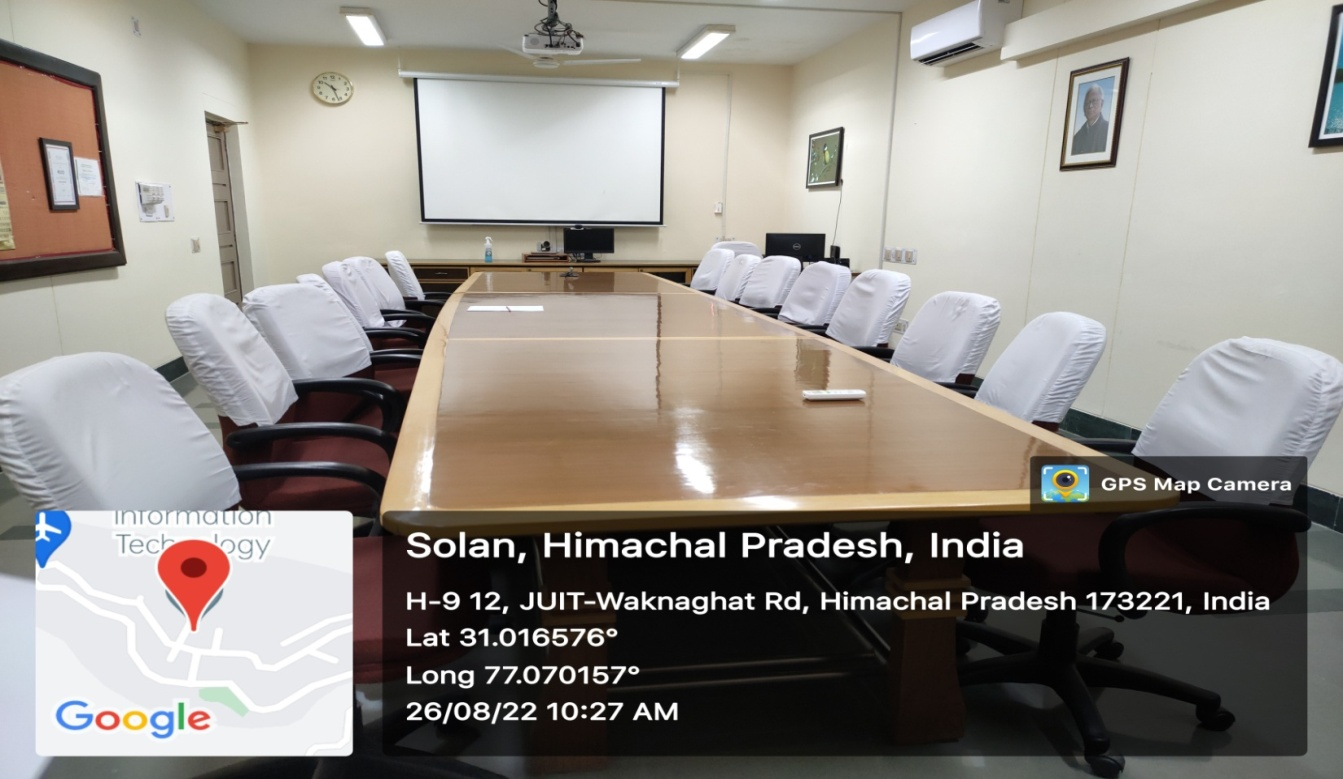 GPS Map Camera
Information
Technology
Google
Solan, Himachal Pradesh, India
H-9 12, JUIT-Waknaghat Rd, Himachal Pradesh 173221, India
Lat 31.016576°
Long 77.070157°
26/08/22 10:27 AM